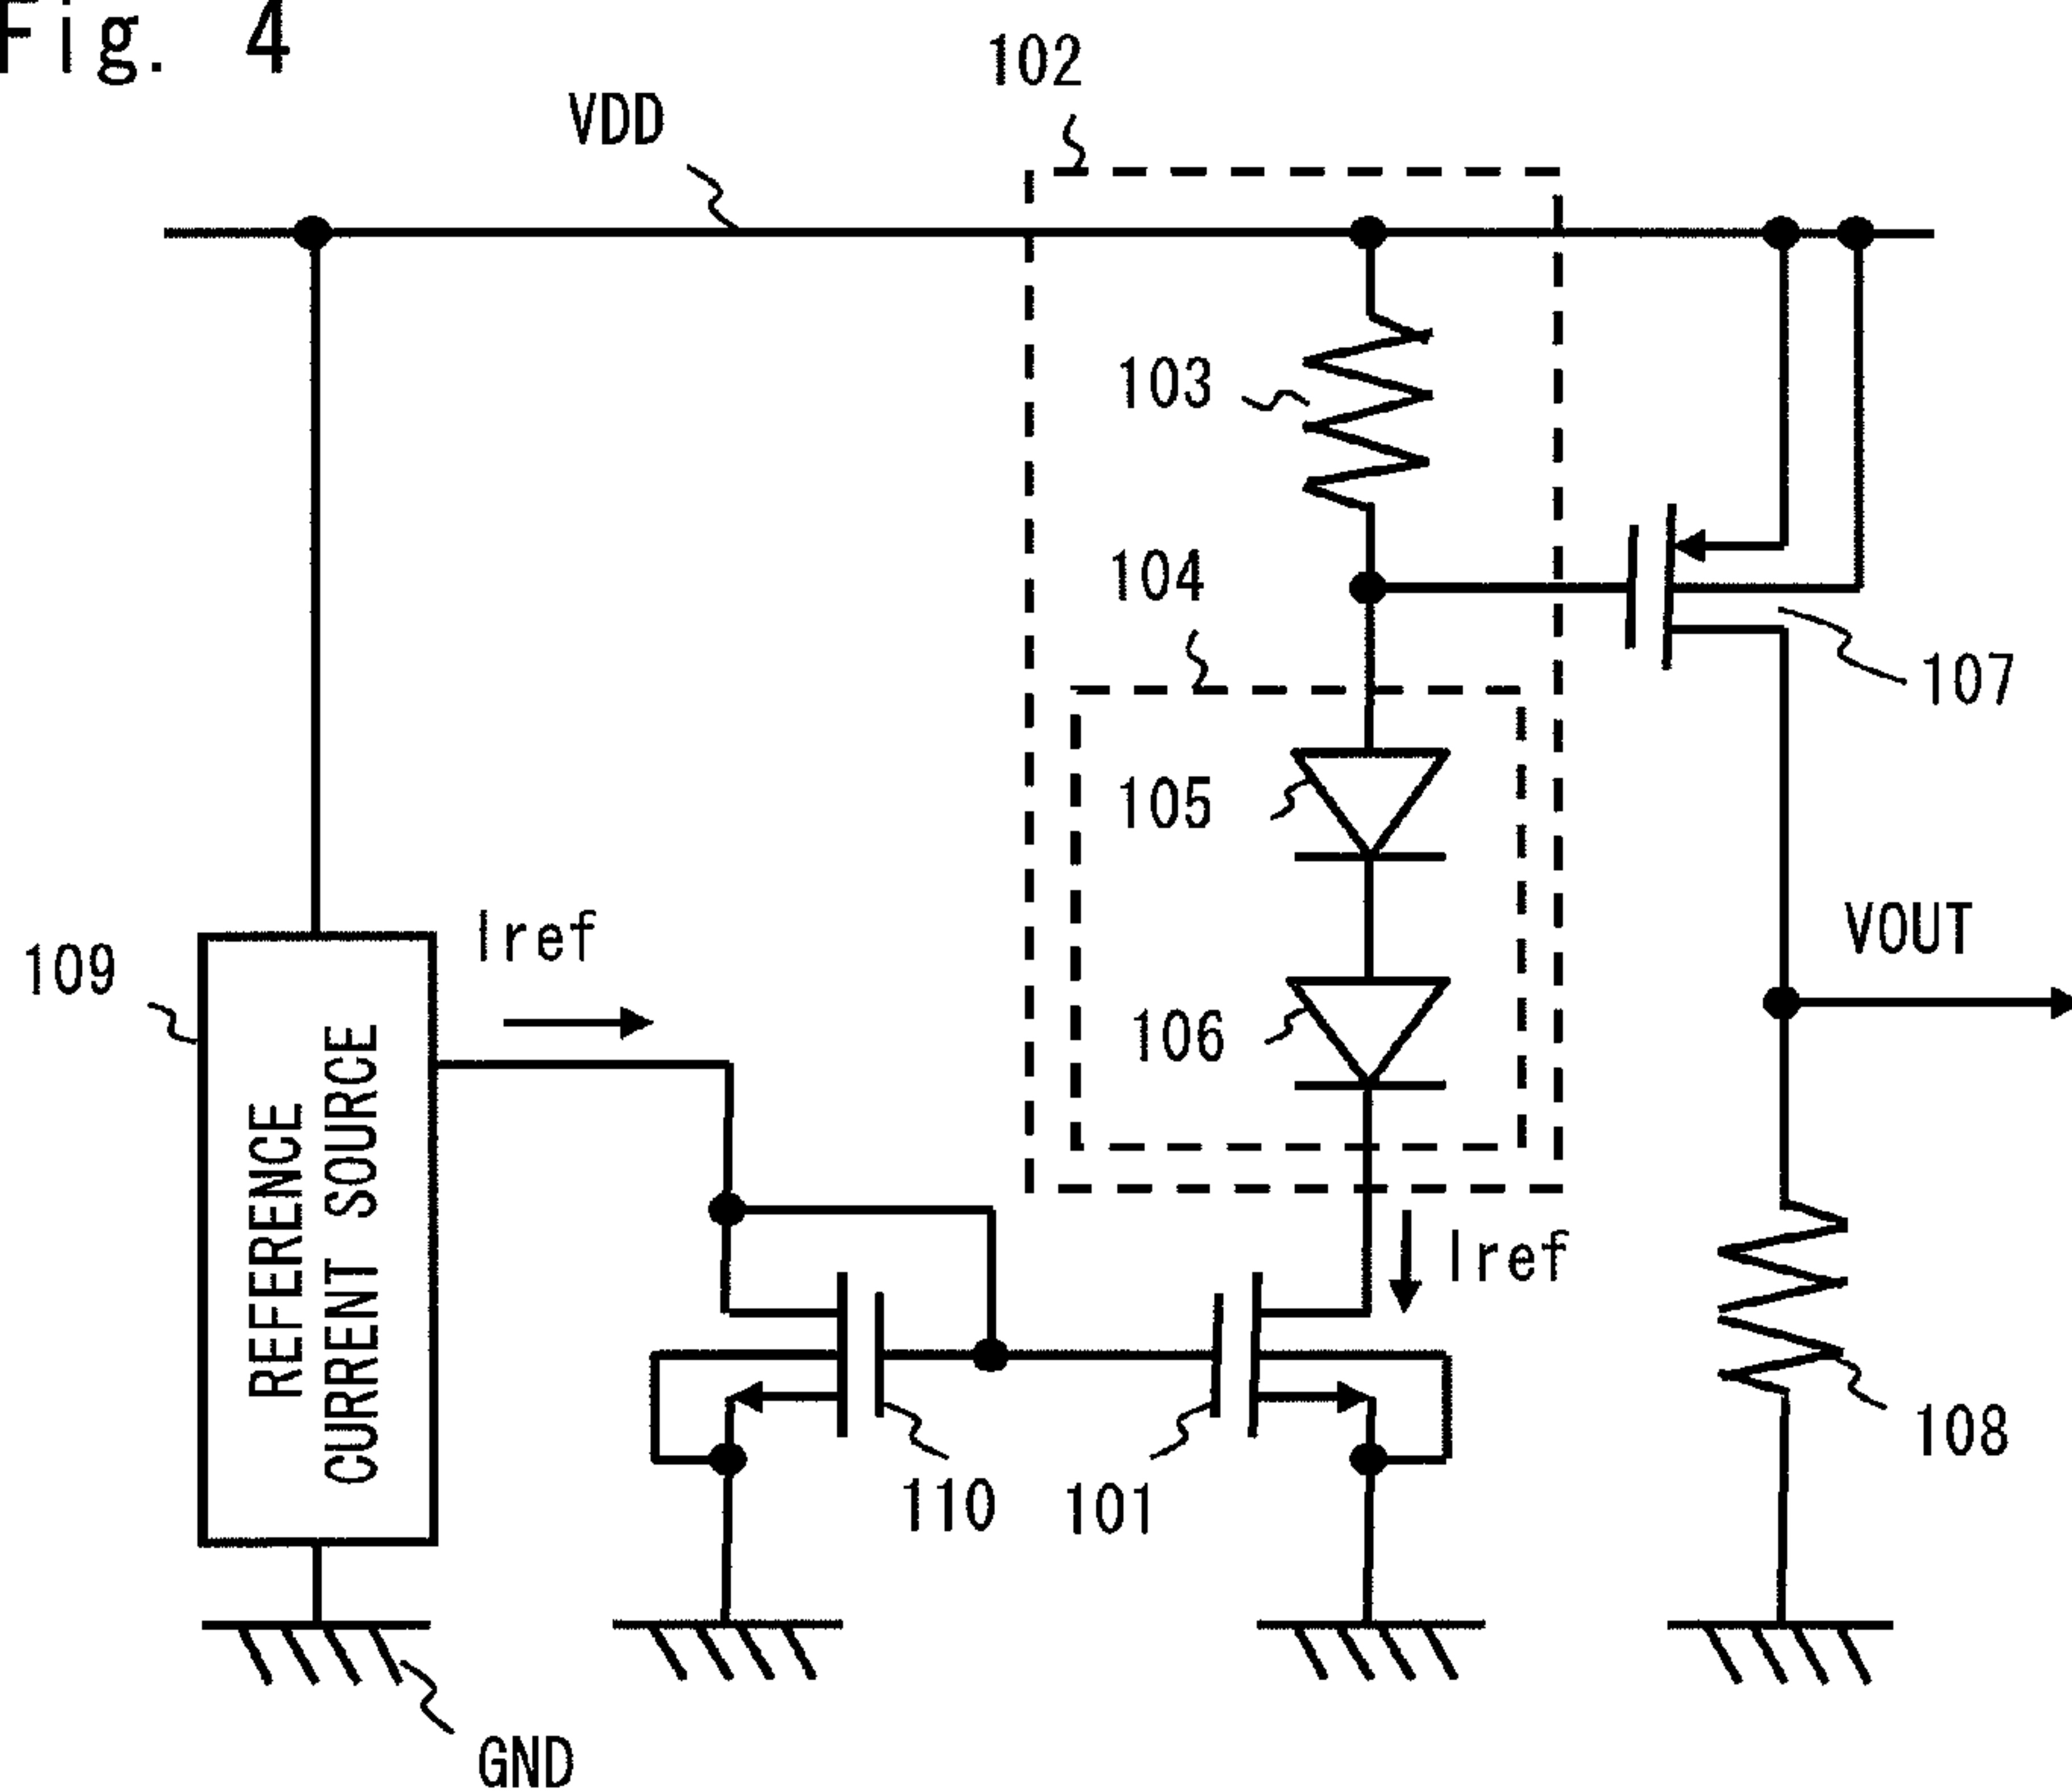 Fig. 4
102
VDD
103
104
107
105
Iref
VOUT
109
106
REFERENCE
CURRENT SOURCE
Iref
108
110
101
GND